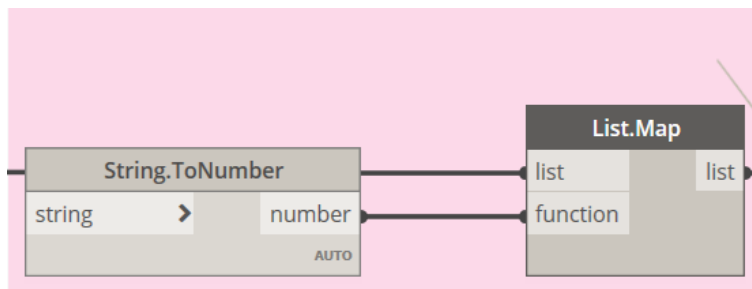 List.Map
String.ToNumber
list list
string > number function
AUTO